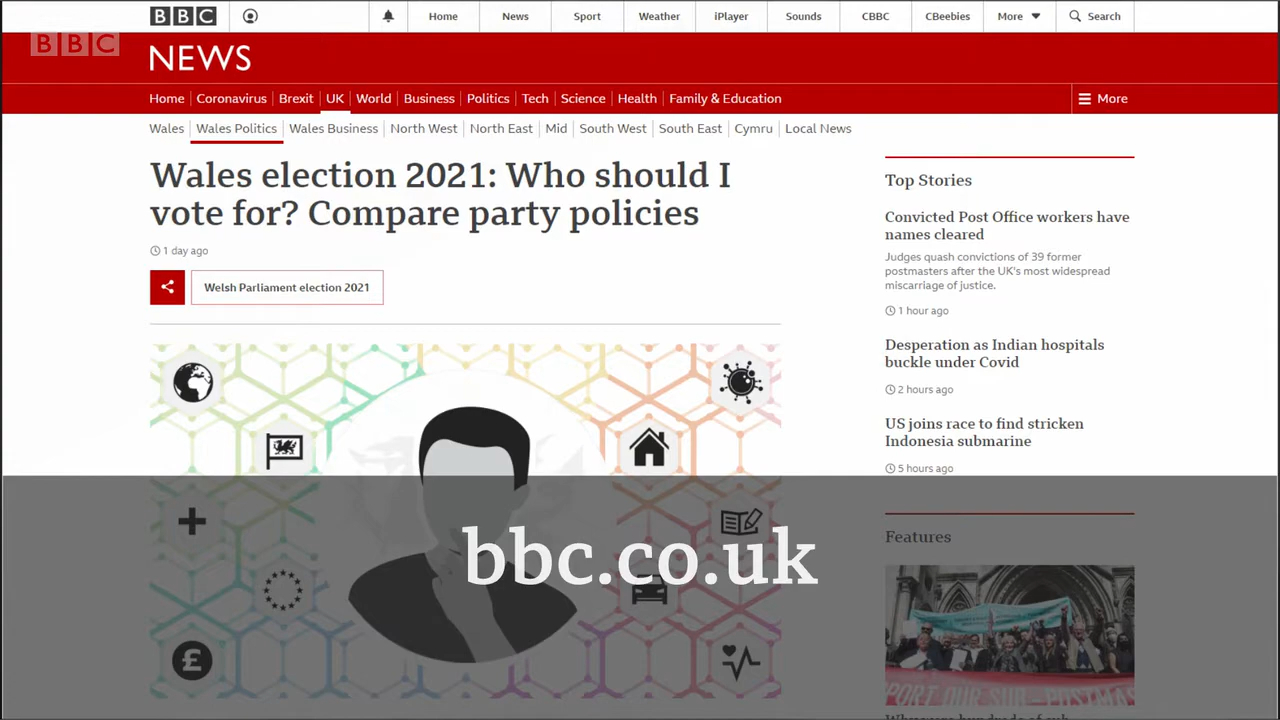 BBC
Home
News
Sport
Weather
iPlayer
Sounds
CBBC
CBeebies
More
Search
BBC
NEWS
Home
Coronavirus
Brexit
UK
World
Business
Politics
Tech
Science
Health
Family & Education
More
Wales
Wales Politics
Wales Business
North West
North East
Mid
South West
South East
Cymru
Local News
Wales election 2021: Who should I
vote for? Compare party policies
1 day ago
Welsh Parliament election 2021
Top Stories
Convicted Post Office workers have
names cleared
Judges quash convictions of 39 former
postmasters after the UK's most widespread
miscarriage of justice.
1 hour ago
Desperation as Indian hospitals
buckle under Covid
2 hours ago
US joins race to find stricken
Indonesia submarine
5 hours ago
£
bbc.co.uk
Features
PORT OUR SUB-POSTMAS